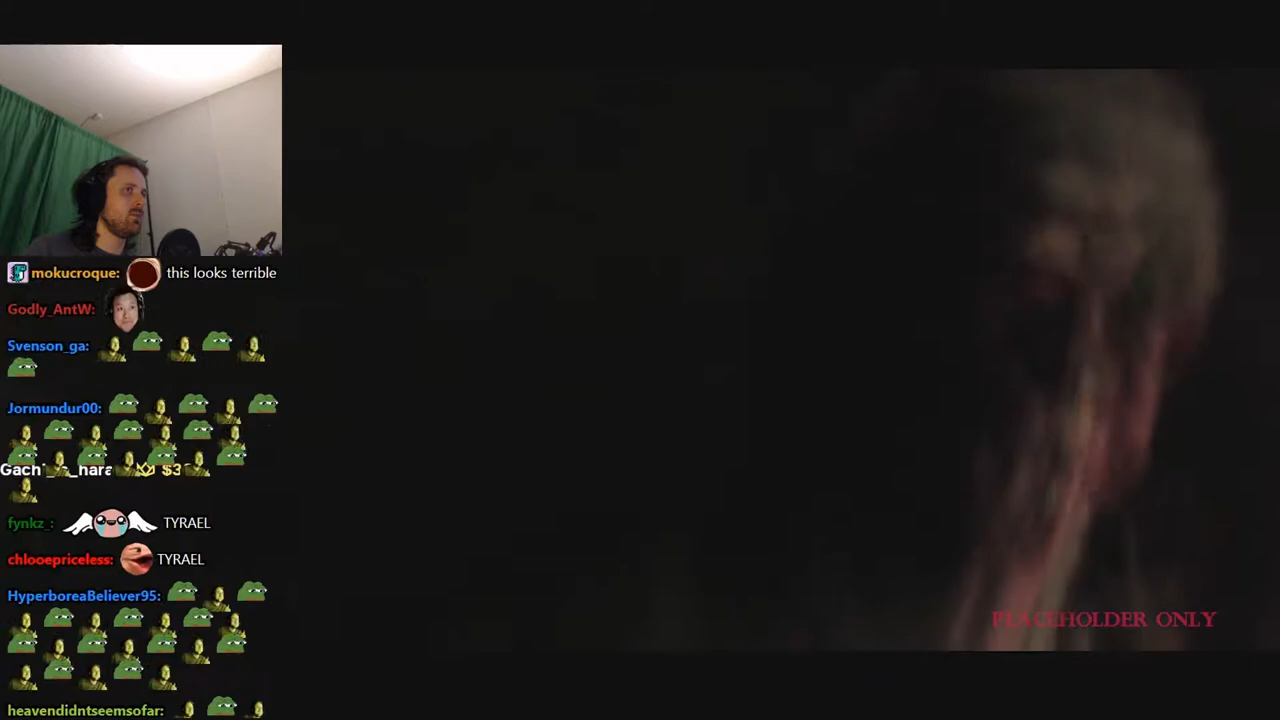 mokucroque: this looks terrible
Godly_AntW:
Svenson_ga:
Jormundur00:
fynkz_: TYRAEL
chlooepriceless: TYRAEL
HyperboreaBeliever95:
PLACEHOLDER ONLY
heavendidntseemsofar: